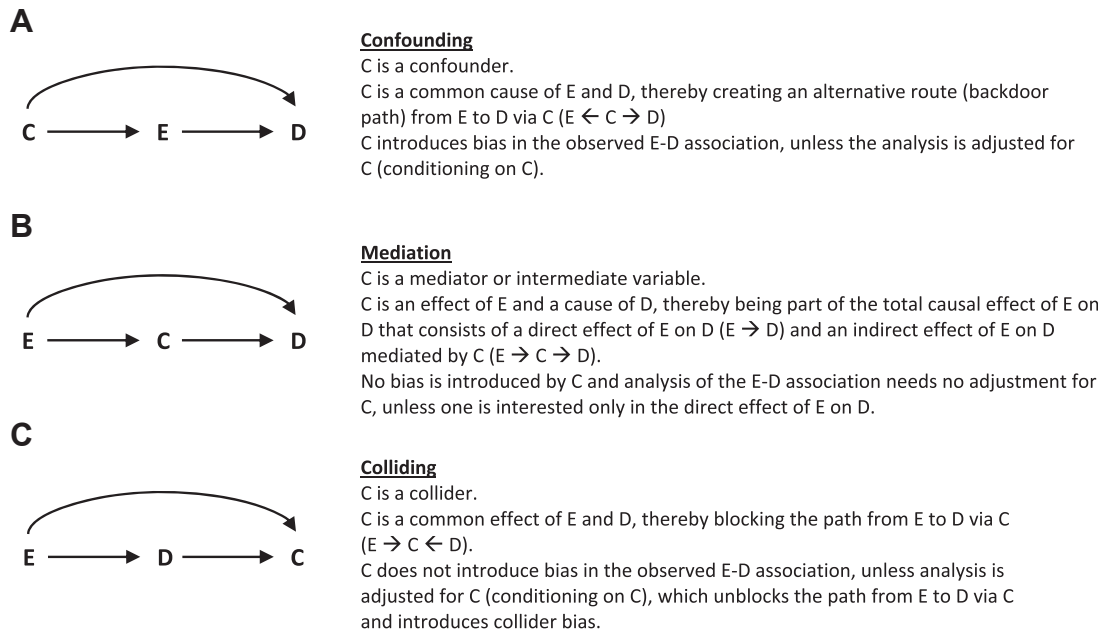 A
Confounding
C is a confounder.
C is a common cause of E and D, thereby creating an alternative route (backdoor
path) from E to D via C (E ← C → D)
C introduces bias in the observed E-D association, unless the analysis is adjusted for
C (conditioning on C).
C E D
B
Mediation
C is a mediator or intermediate variable.
C is an effect of E and a cause of D, thereby being part of the total causal effect of E on
D that consists of a direct effect of E on D (E → D) and an indirect effect of E on D
mediated by C (E → C → D).
No bias is introduced by C and analysis of the E-D association needs no adjustment for
C, unless one is interested only in the direct effect of E on D.
E C D
C
Colliding
C is a collider.
C is a common effect of E and D, thereby blocking the path from E to D via C
(E → C ← D).
C does not introduce bias in the observed E-D association, unless analysis is
adjusted for C (conditioning on C), which unblocks the path from E to D via C
and introduces collider bias.
E D C